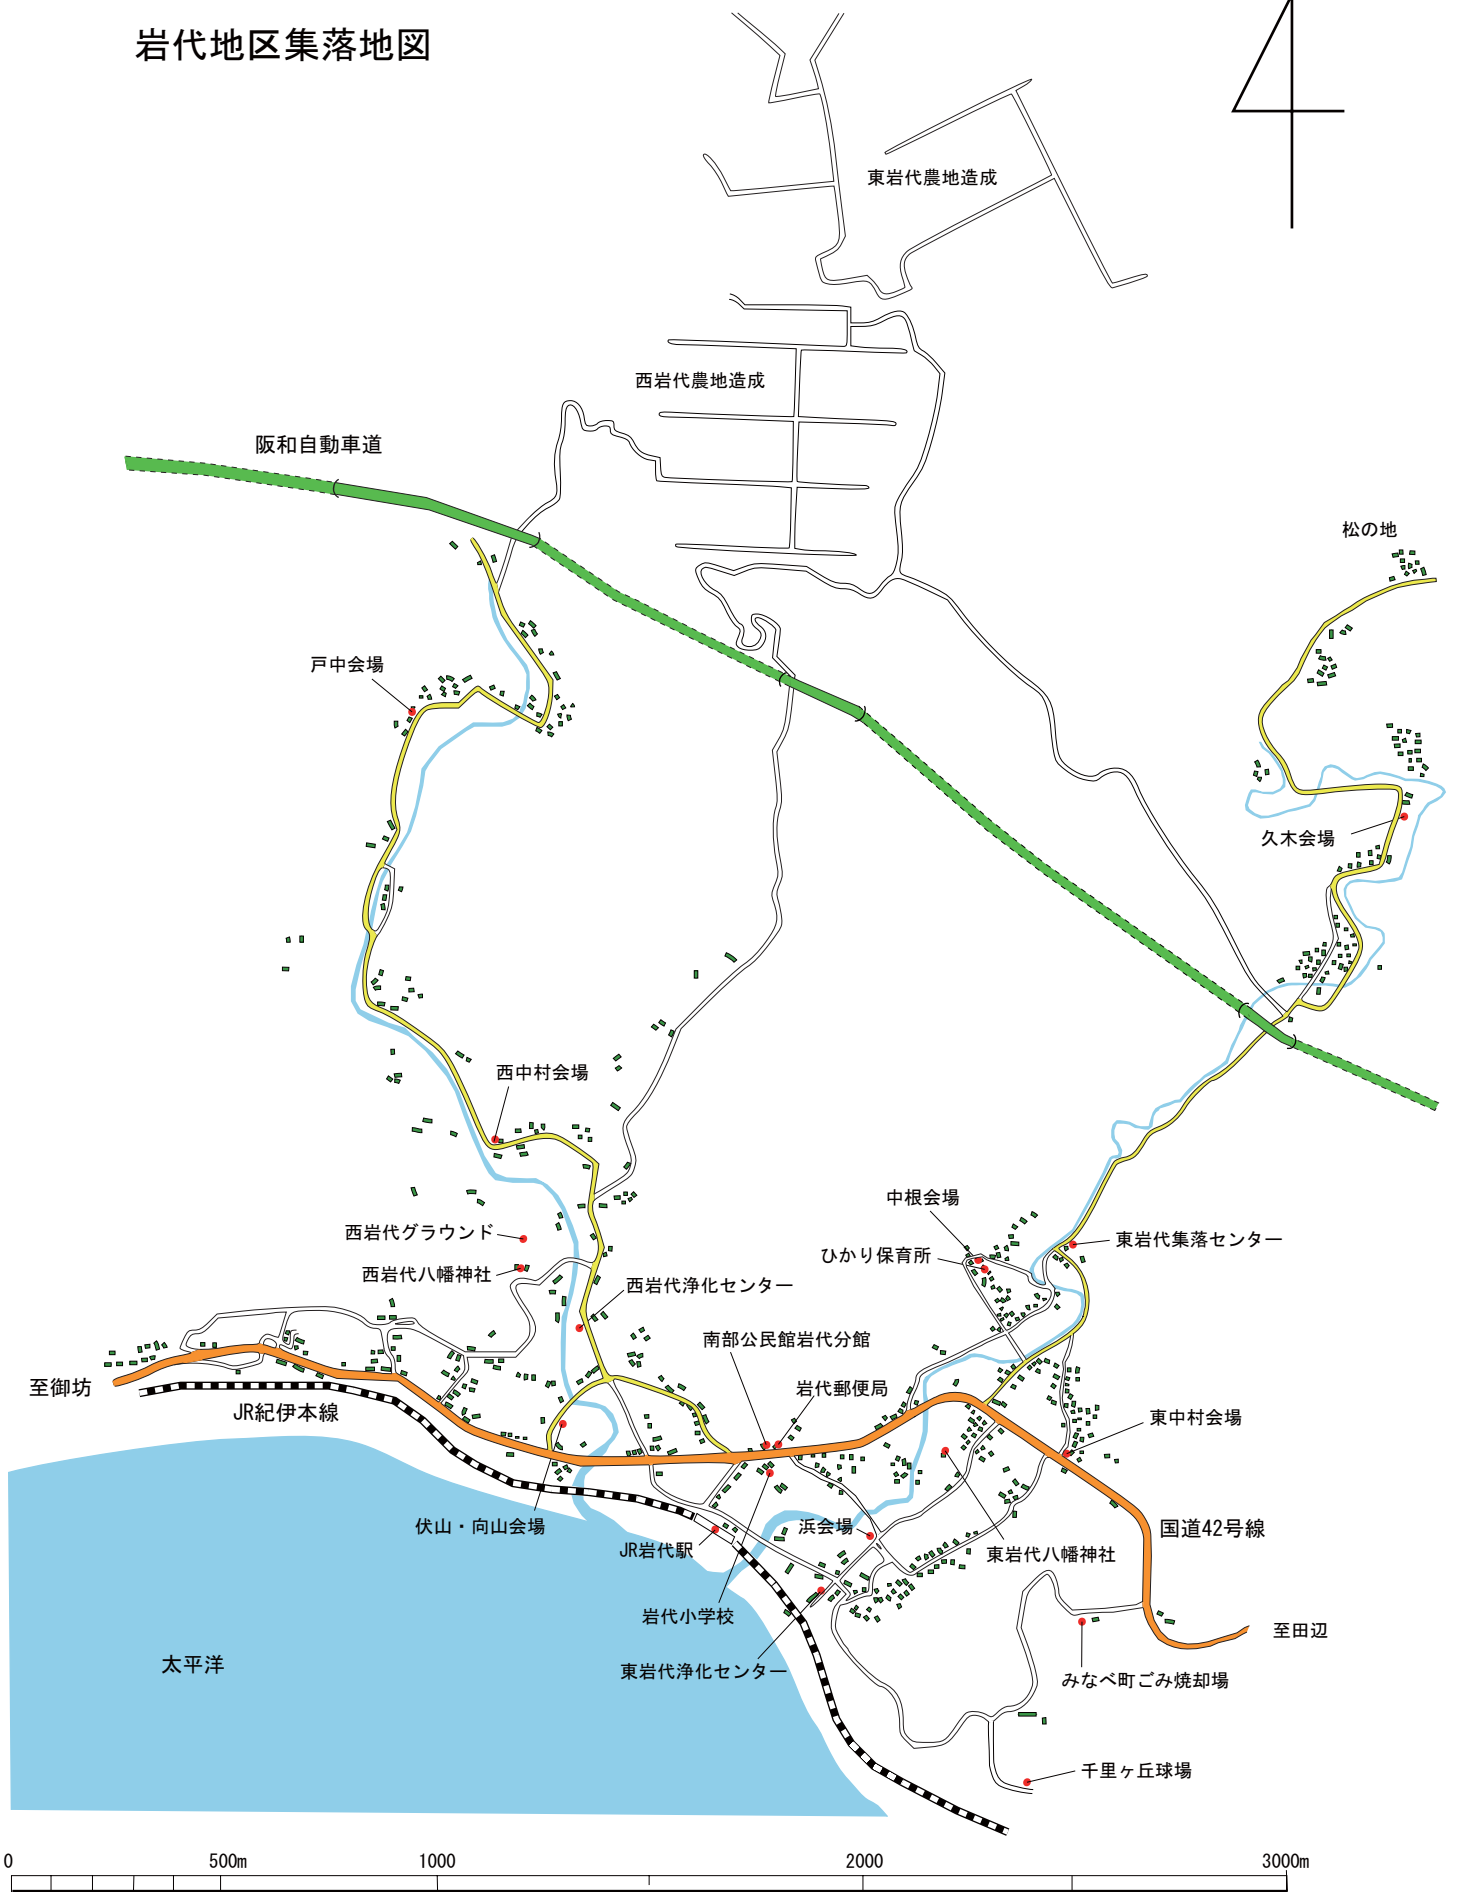 岩代地区集落地図
東岩代農地造成
西岩代農地造成
阪和自動車道
松の地
戸中会場
久木会場
西中村会場
中根会場
西岩代グラウンド
ひかり保育所
東岩代集落センター
西岩代八幡神社
西岩代浄化センター
南部公民館岩代分館
至御坊
岩代郵便局
JR紀伊本線
東中村会場
伏山・向山会場
浜会場
国道42号線
JR岩代駅
東岩代八幡神社
岩代小学校
至田辺
太平洋
東岩代浄化センター
みなべ町ごみ焼却場
千里ヶ丘球場
0 500m 1000 2000 3000m